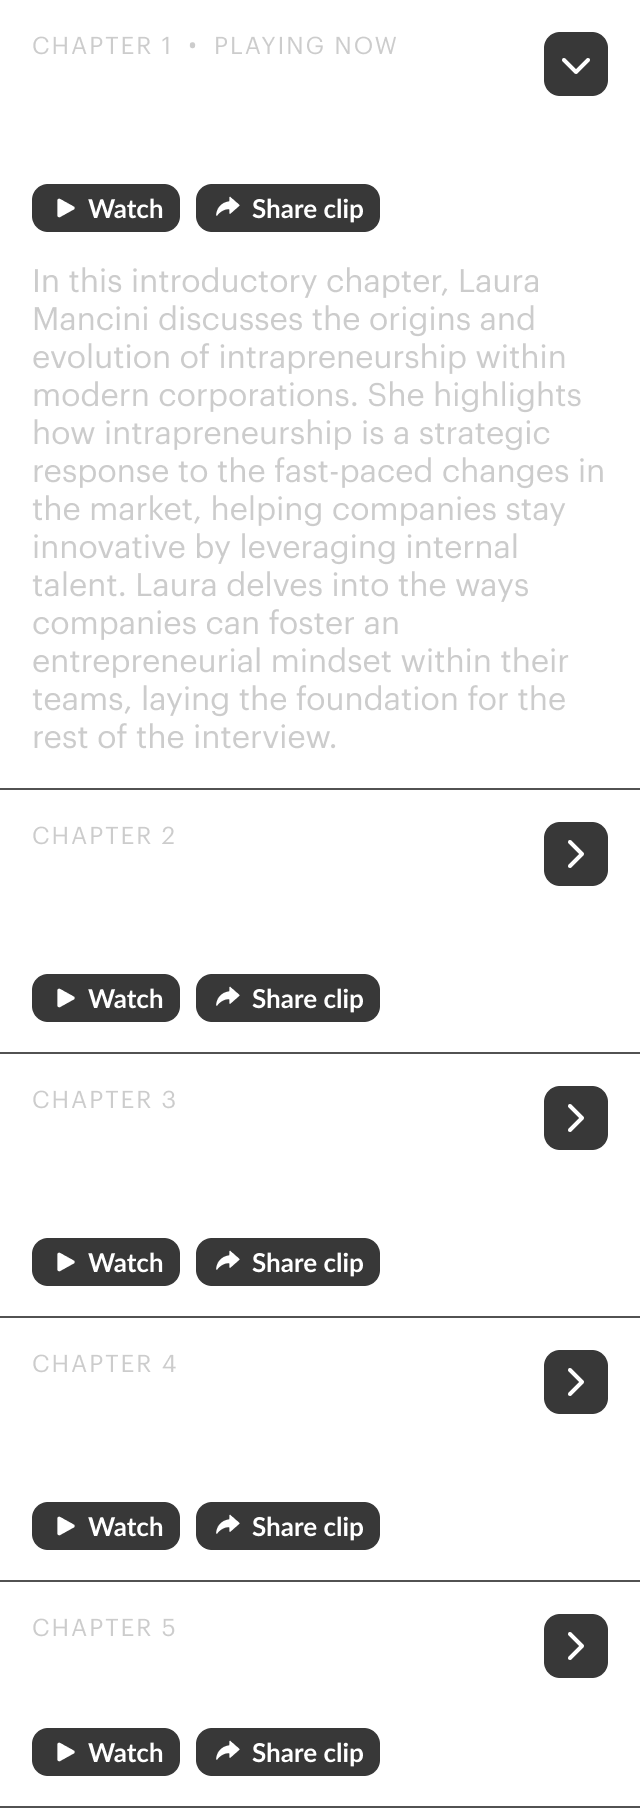 CHAPTER 1 • PLAYING NOW
Watch
Share clip
In this introductory chapter, Laura
Mancini discusses the origins and
evolution of intrapreneurship within
modern corporations. She highlights
how intrapreneurship is a strategic
response to the fast-paced changes in
the market, helping companies stay
innovative by leveraging internal
talent. Laura delves into the ways
companies can foster an
entrepreneurial mindset within their
teams, laying the foundation for the
rest of the interview.
CHAPTER 2
Watch
Share clip
CHAPTER 3
Watch
Share clip
CHAPTER 4
Watch
Share clip
CHAPTER 5
Watch
Share clip